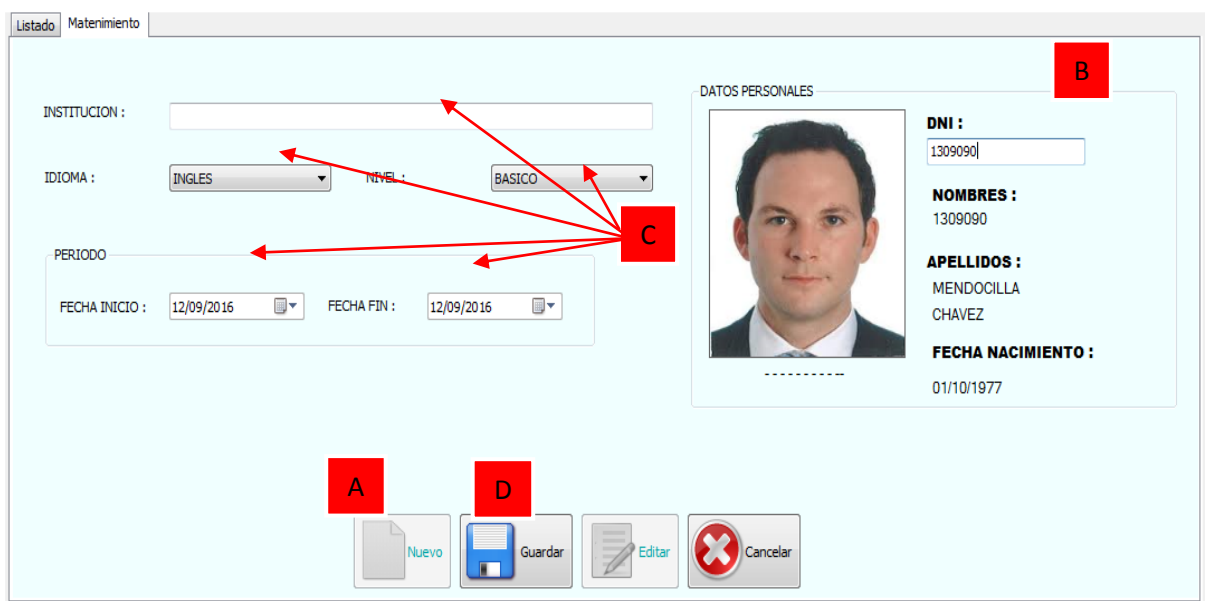 Listado Matenimiento
B
DATOS PERSONALES
INSTITUCION :
DNI :
1309090
IDIOMA : INGLES NIVEL : BASICO
NOMBRES :
1309090
C
PERIODO
APELLIDOS :
MENDOCILLA
CHAVEZ
FECHA INICIO : 12/09/2016 FECHA FIN : 12/09/2016
FECHA NACIMIENTO :
- - - - - - - - - --
01/10/1977
A D
Nuevo Guardar Editar Cancelar